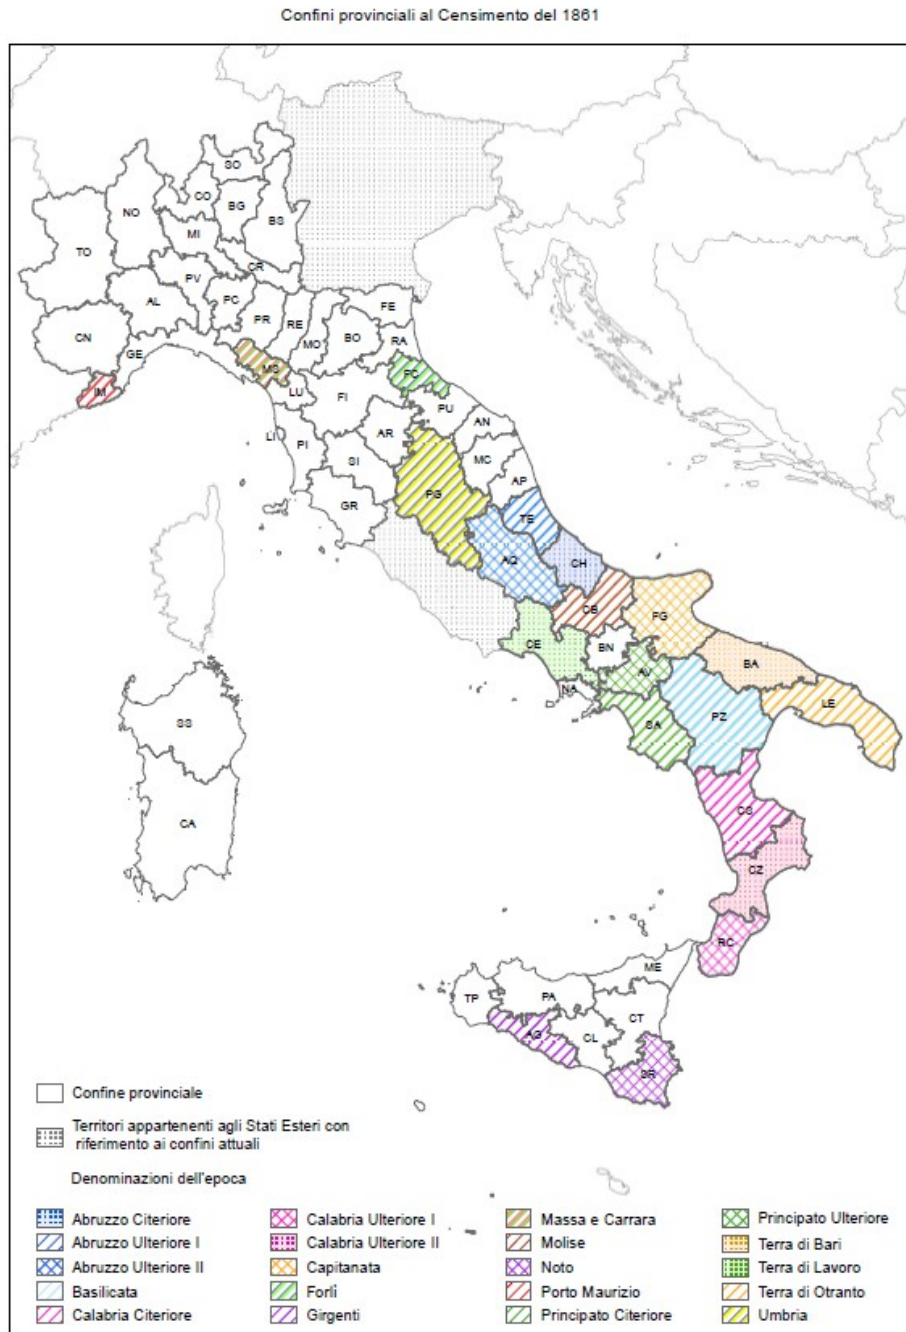 Confini provinciali al Censimento del 1861
SO
CO
BG
BS
NO
MI
TO
CR
PV
PC
AL
PR
RE
MO
FE
BO
CN
GE
RA
MS
IM
LU
FI
FC
PU
AN
LI
PI
AR
SI
MC
AP
GR
PG
TE
AQ
CH
CB
FG
CE
BN
BA
AV
NA
LE
SA
PZ
SS
CS
CA
CZ
RC
ME
TP
PA
CT
AG
CL
SR
Confine provinciale
Territori appartenenti agli Stati Esteri con
riferimento ai confini attuali
Denominazioni dell'epoca
Abruzzo Citeriore
Abruzzo Ulteriore I
Abruzzo Ulteriore II
Basilicata
Calabria Citeriore
Calabria Ulteriore I
Calabria Ulteriore II
Capitanata
Forlì
Girgenti
Massa e Carrara
Molise
Noto
Porto Maurizio
Principato Citeriore
Principato Ulteriore
Terra di Bari
Terra di Lavoro
Terra di Otranto
Umbria